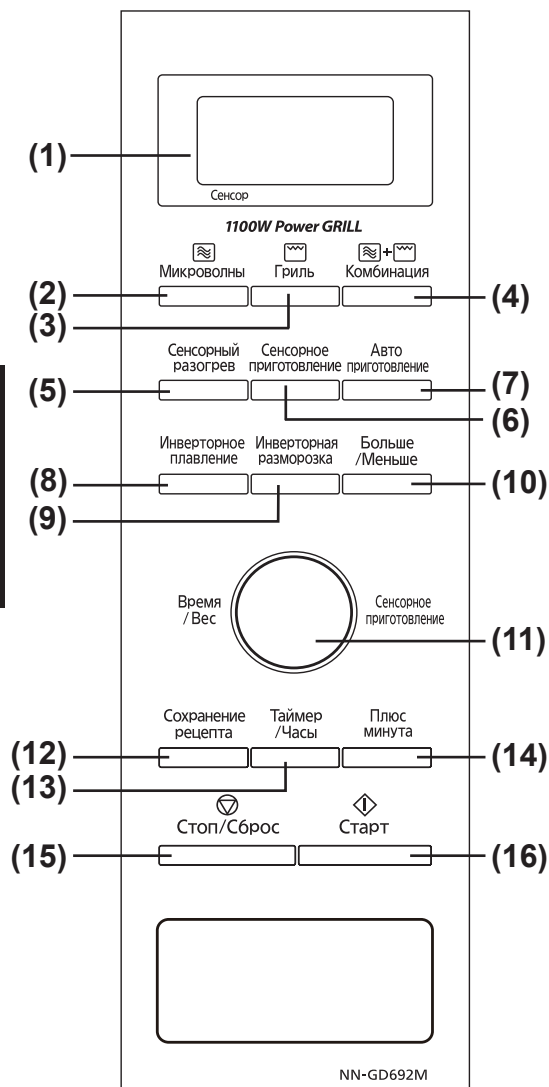 (1)
Сенсор
1100W Power GRILL
+
Микроволны Гриль Комбинация
(2) (4)
(3)
Сенсорный разогрев Сенсорное приготовление Авто приготовление
(5) (7)
(6)
Инверторное плавление Инверторная разморозка Больше /Меньше
(8) (10)
(9)
Время /Вес
Сенсорное приготовление
(11)
Сохранение рецепта Таймер /Часы Плюс минута
(12) (14)
(13)
Стоп/Сброс Старт
(15) (16)
NN-GD692M